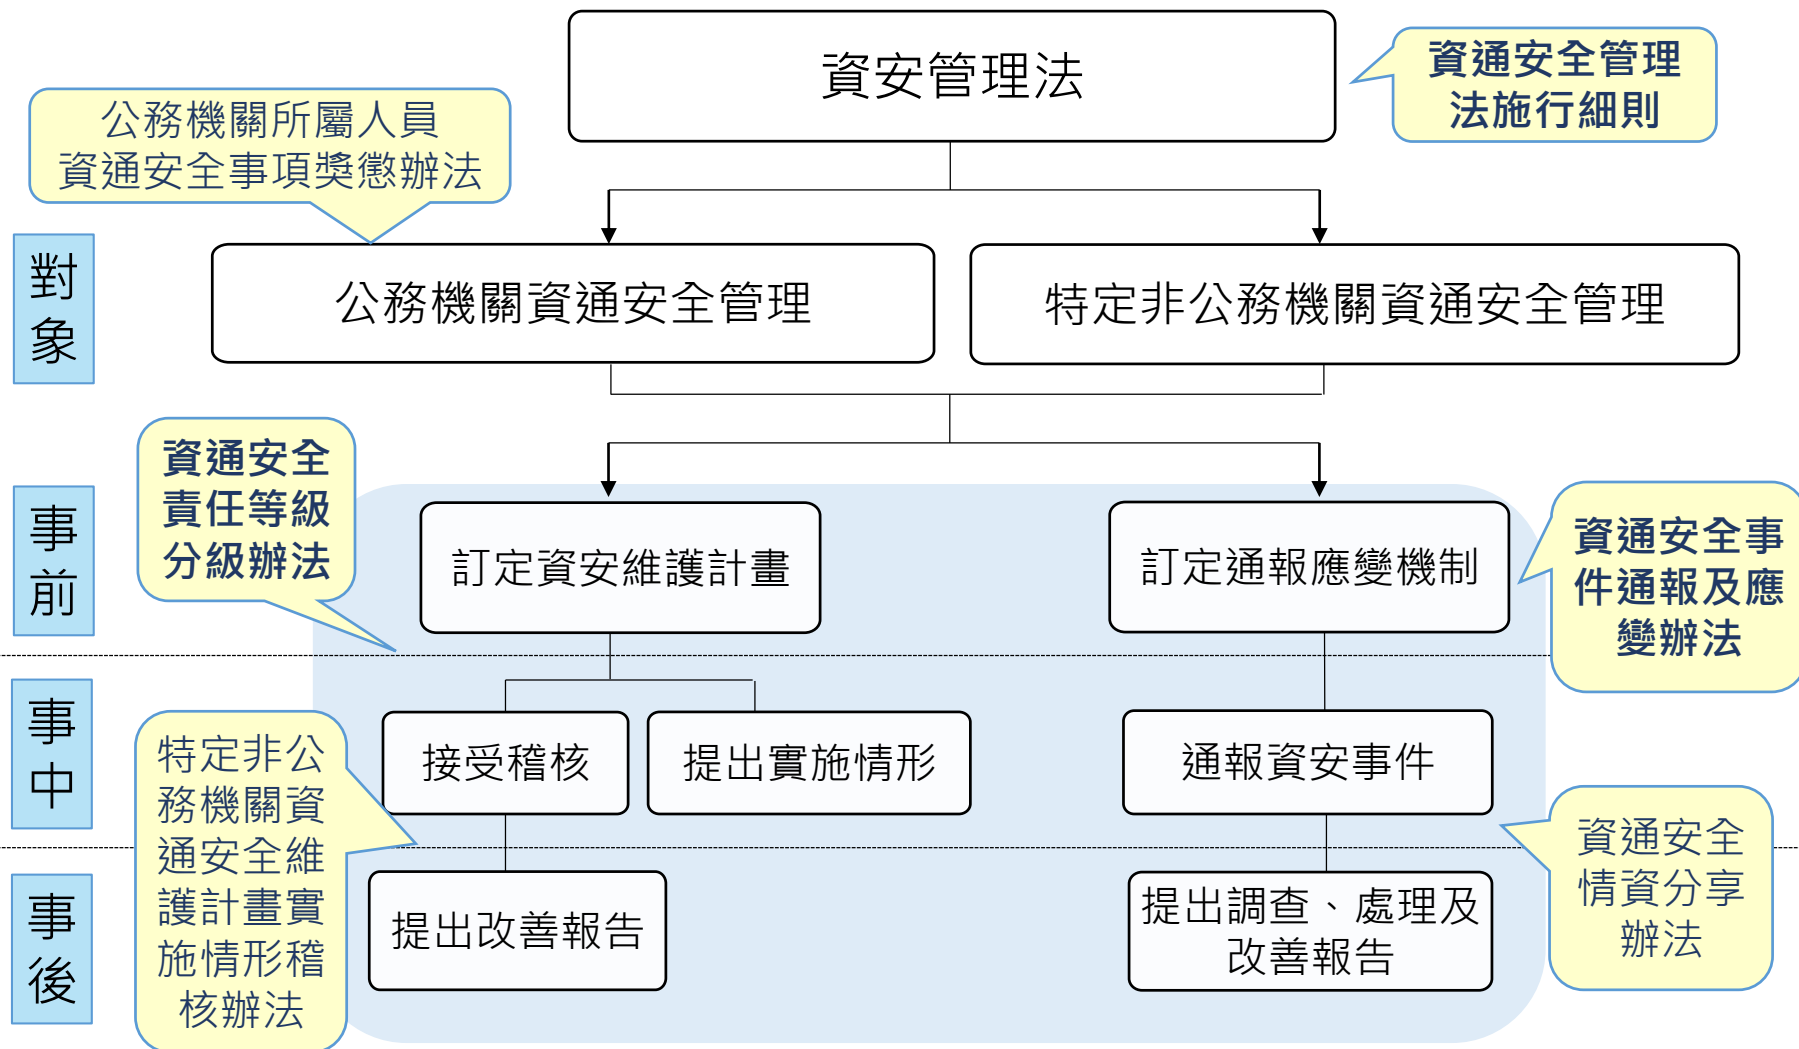 資安管理法
資通安全管理
法施行細則
公務機關所屬人員
資通安全事項獎懲辦法
對
象
公務機關資通安全管理
特定非公務機關資通安全管理
資通安全
責任等級
分級辦法
事
前
訂定資安維護計畫
訂定通報應變機制
資通安全事
件通報及應
變辦法
事
中
接受稽核
提出實施情形
通報資安事件
特定非公
務機關資
通安全維
護計畫實
施情形稽
核辦法
資通安全
情資分享
辦法
事
後
提出改善報告
提出調查、處理及
改善報告